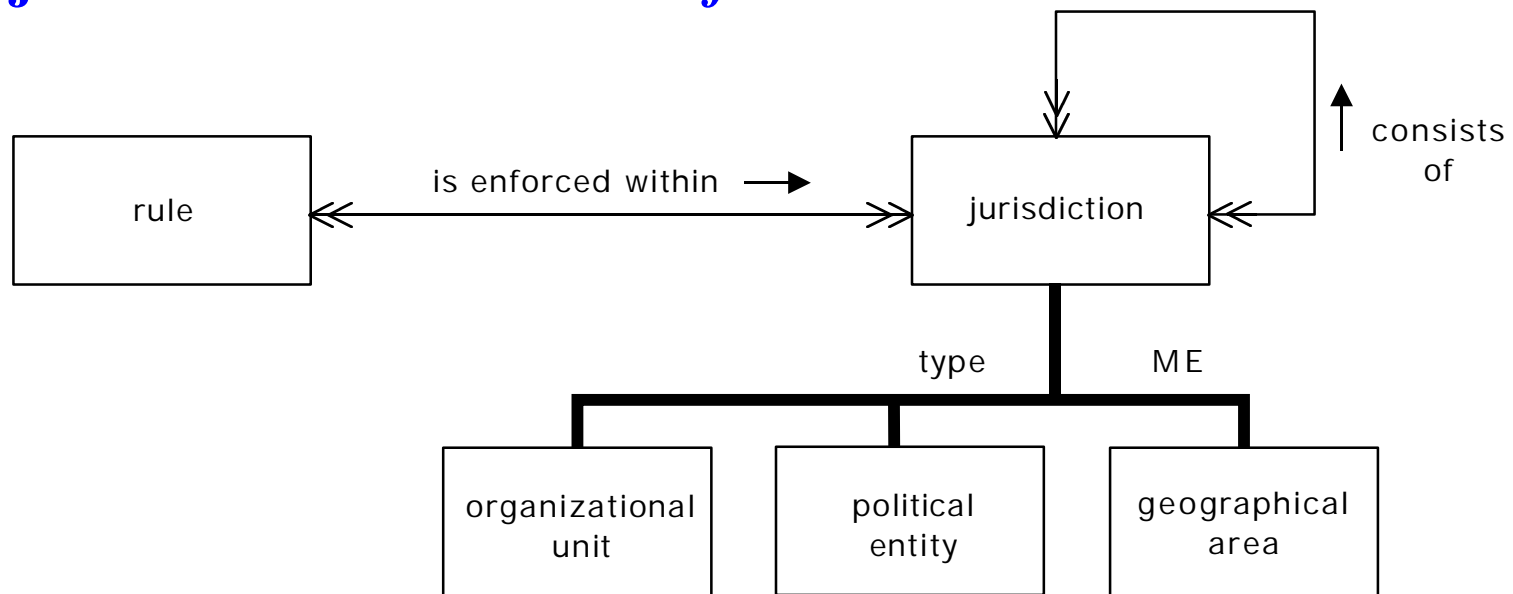 is enforced within
rule
jurisdiction
consists
of
type
ME
organizational
unit
political
entity
geographical
area